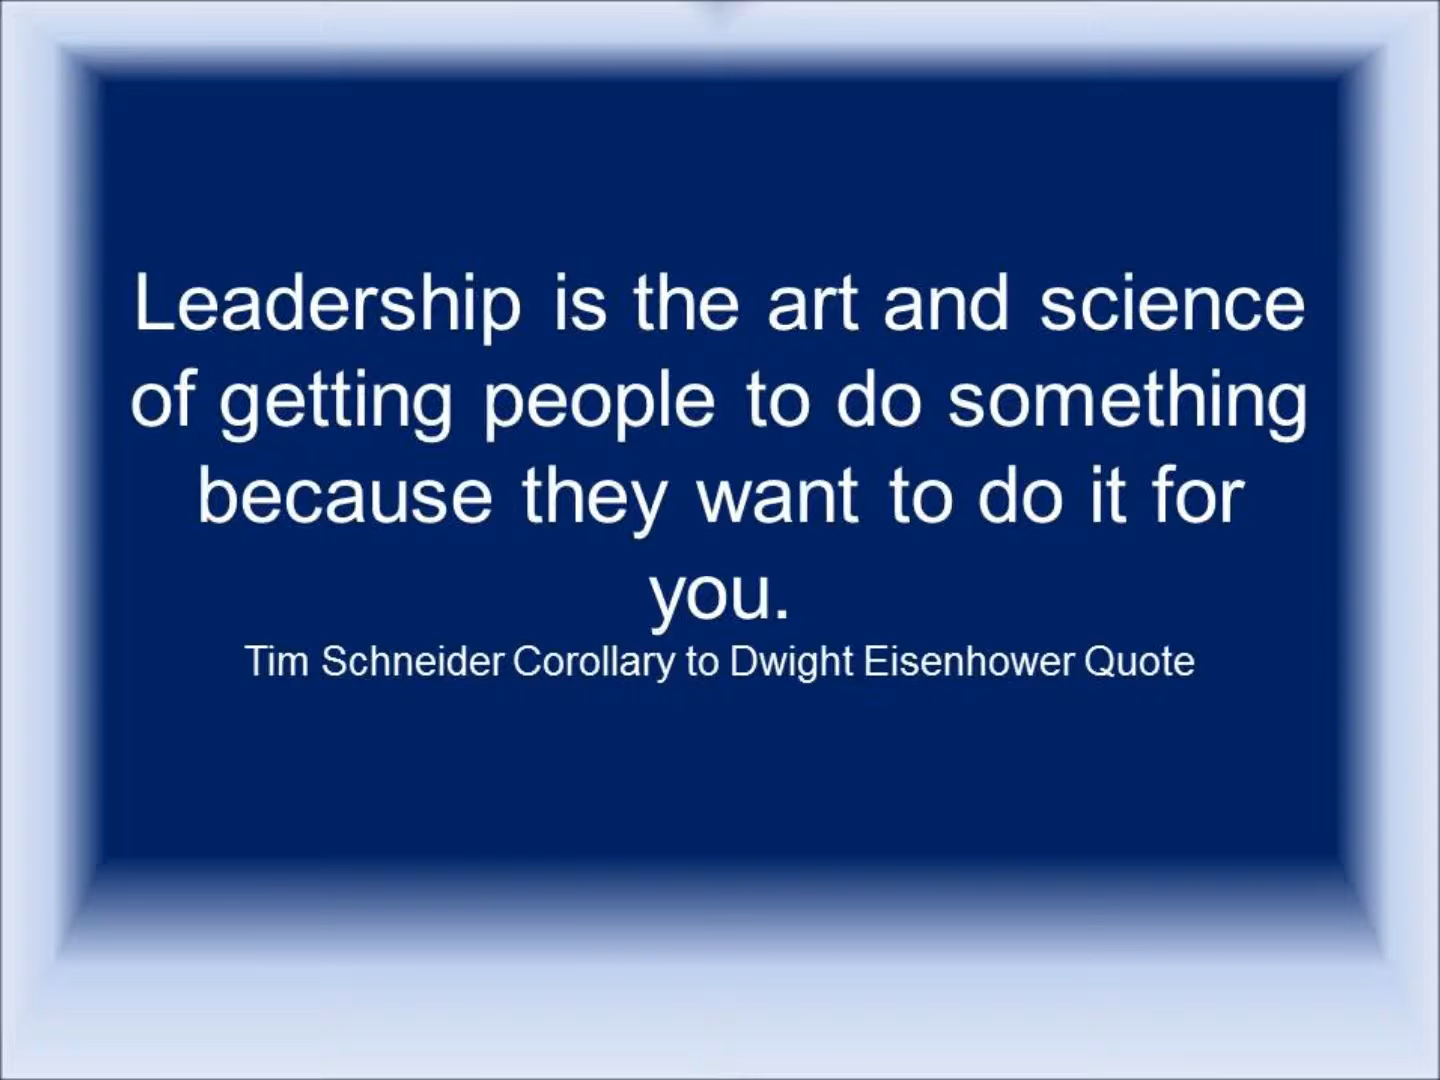 Leadership is the art and science
of getting people to do something
because they want to do it for
you.
Tim Schneider Corollary to Dwight Eisenhower Quote